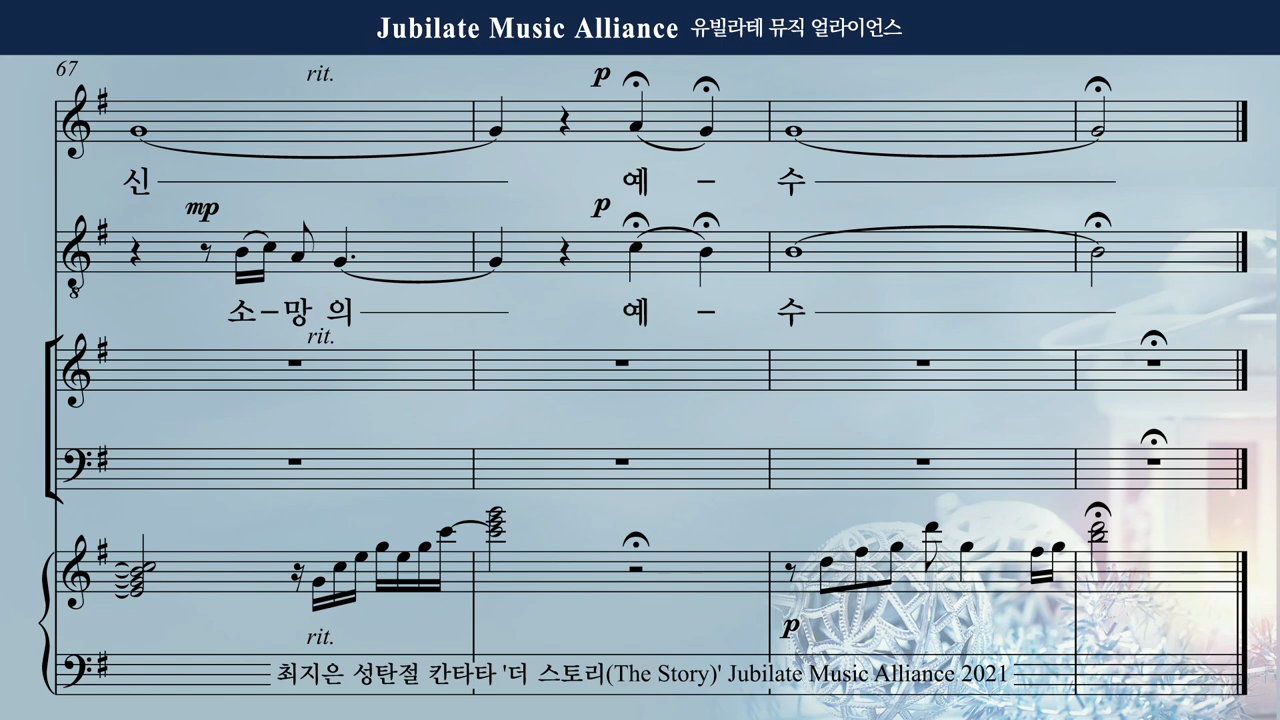 Jubilate Music Alliance 유빌라테 뮤직 얼라이언스
67
rit.
p
신 예 - 수
mp
p
소-망 의 예 - 수
rit.
rit.
p
최지은 성탄절 칸타타 '더 스토리(The Story)' Jubilate Music Alliance 2021